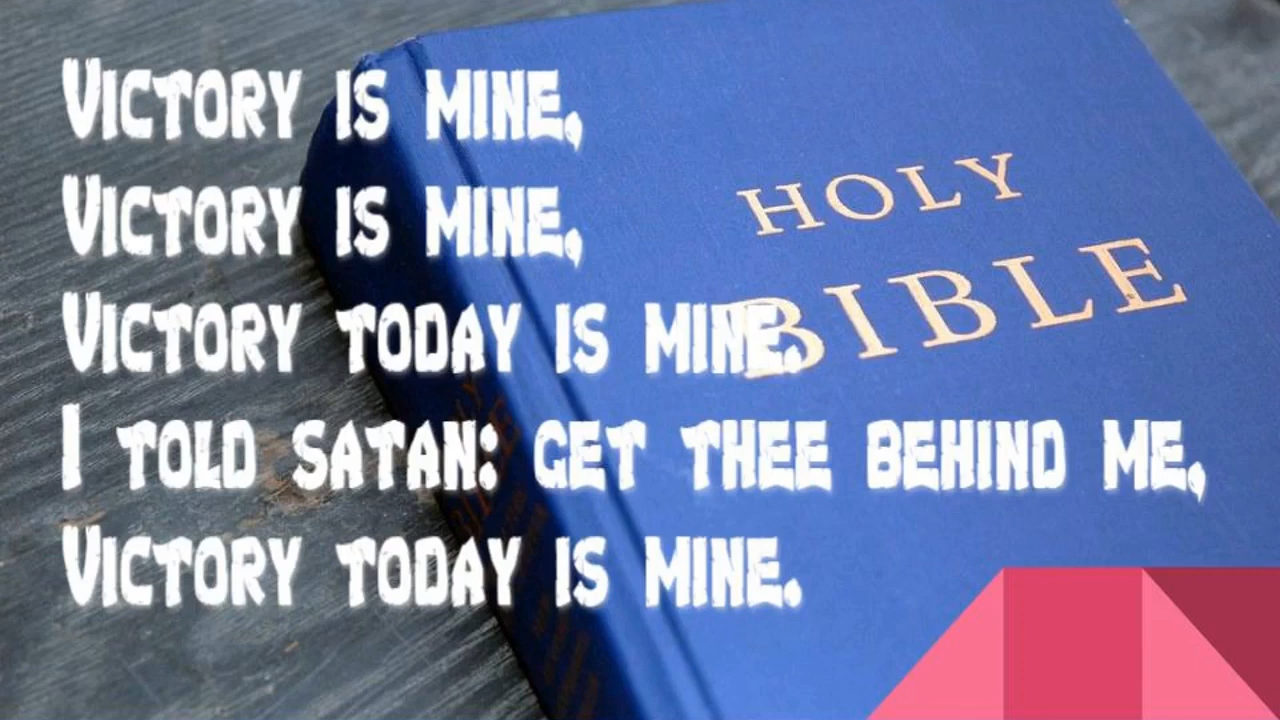 Victory is mine,
Victory is mine,
Victory today is mine.
I told satan: get thee behind me,
Victory today is mine.
HOLY
BIBLE